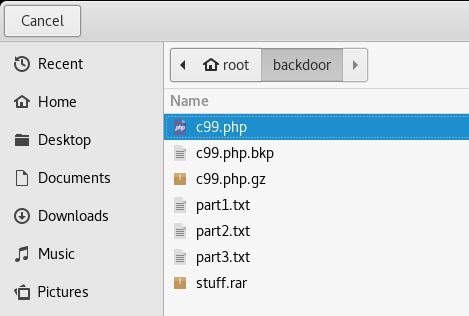 Cancel
Recent
Home
Desktop
Documents
Downloads
Music
Pictures
root backdoor
Name
c99.php
c99.php.bkp
c99.php.gz
part1.txt
part2.txt
part3.txt
stuff.rar